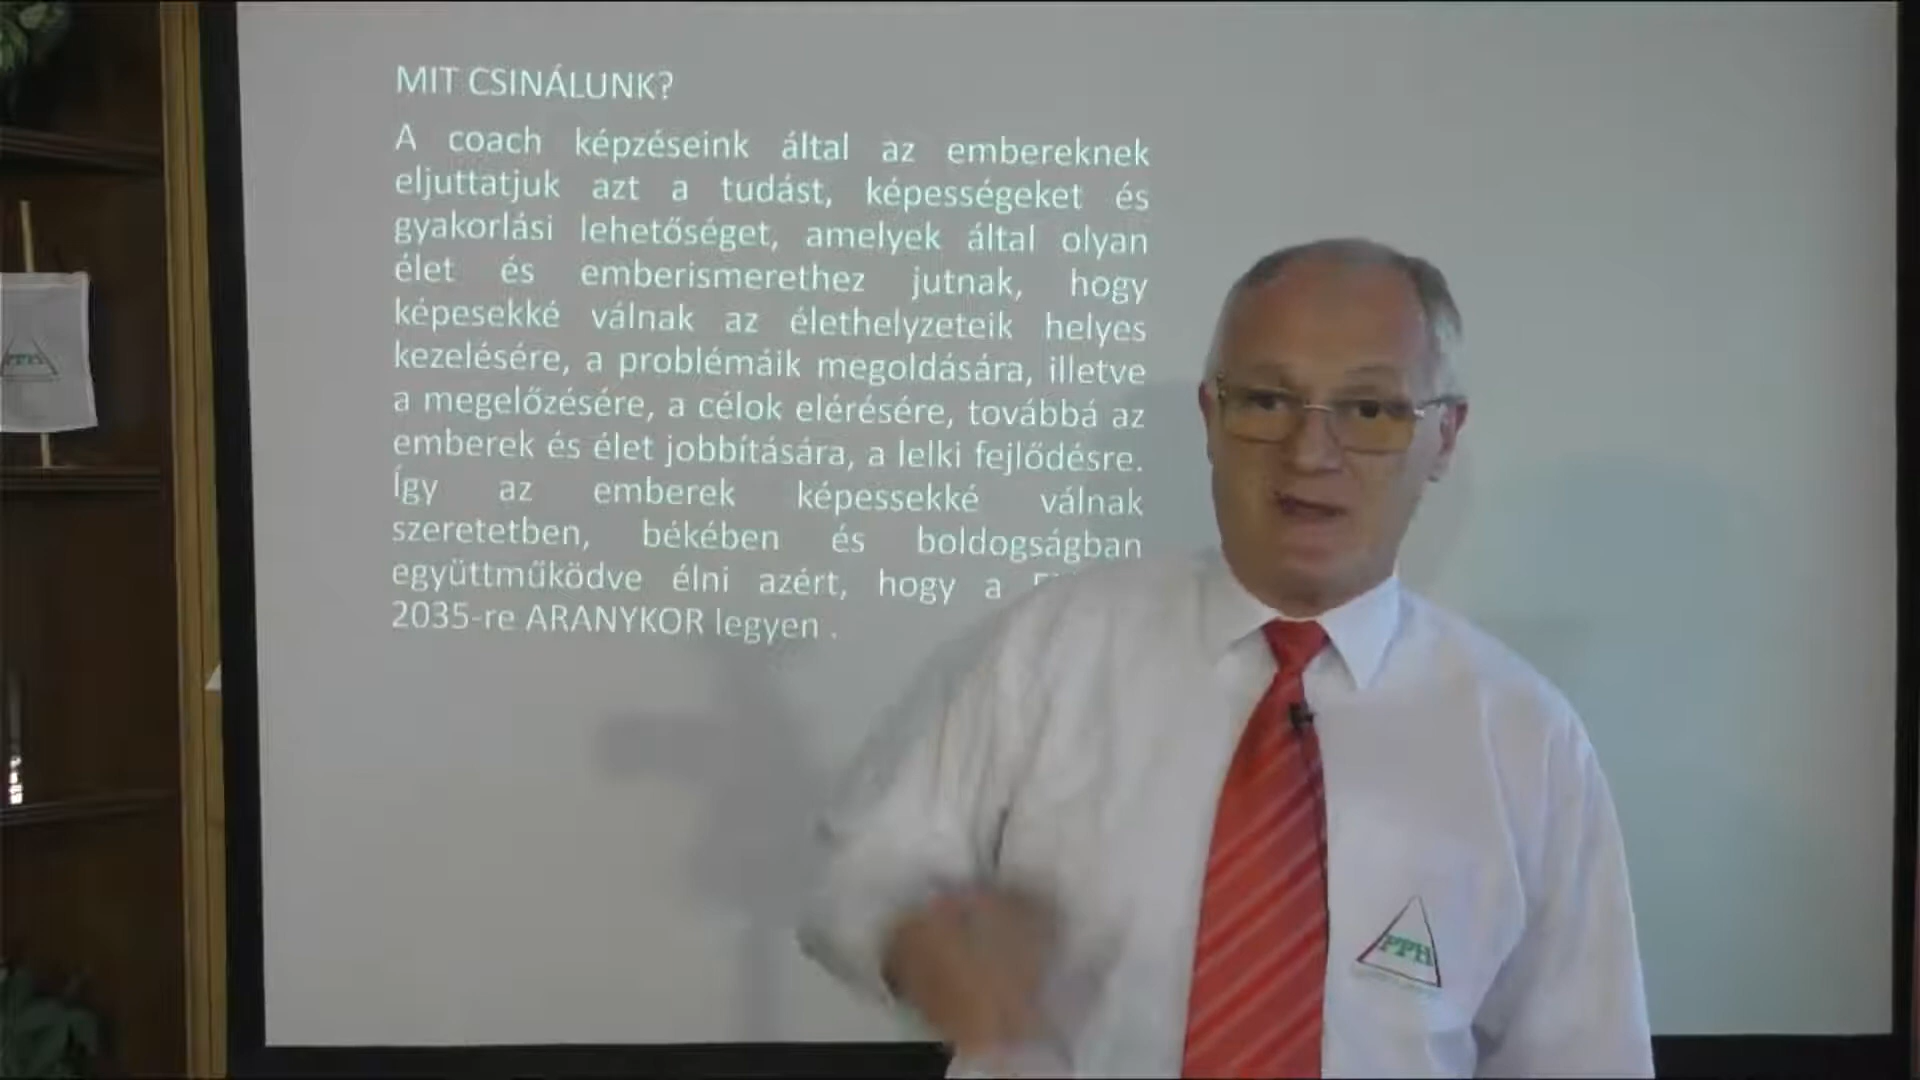 MIT CSINÁLUNK?
A coach képzéseink által az embereknek
eljuttatjuk azt a tudást, képességeket és
gyakorlási lehetőséget, amelyek által olyan
élet és emberismerethez jutnak, hogy
képesekké válnak az élethelyzeteik helyes
kezelésére, a problémáik megoldására, illetve
a megelőzésére, a célok elérésére, továbbá az
emberek és élet jobbítására, a lelki fejlődésre.
Így az emberek képessekké válnak
szeretetben, békében és boldogságban
együttműködve élni azért, hogy a
2035-re ARANYKOR legyen .
PPH
PPH